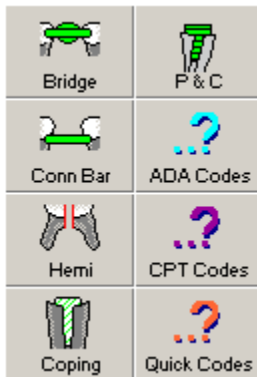 Bridge
P & C
Conn Bar
ADA Codes
Hemi
CPT Codes
Coping
Quick Codes